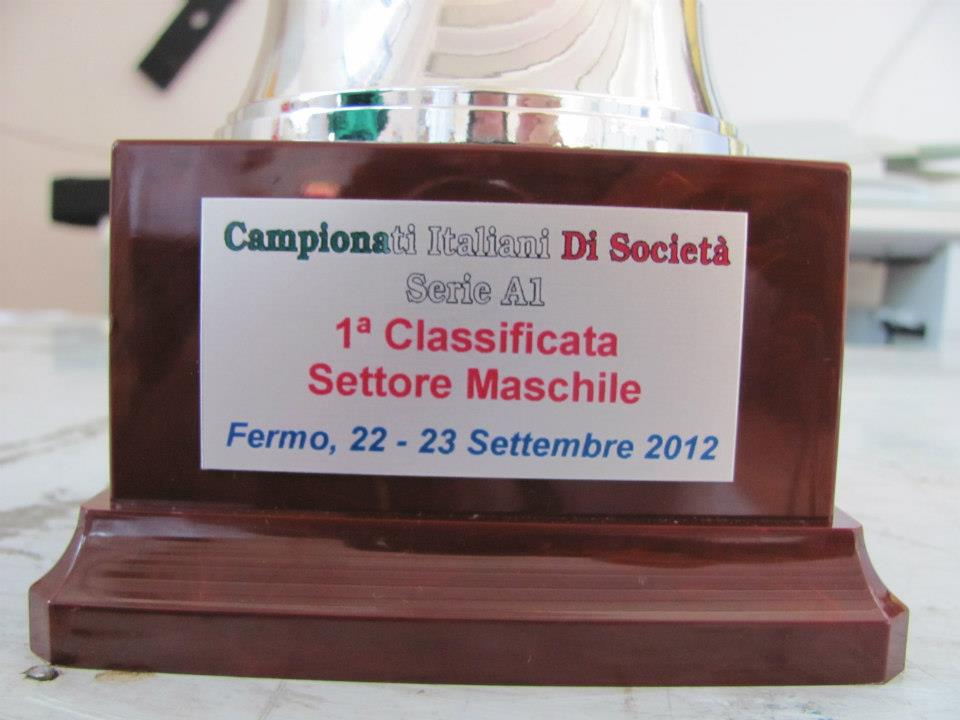 Campionati Italiani Di Società
Serie A1
1ª Classificata
Settore Maschile
Fermo, 22 - 23 Settembre 2012